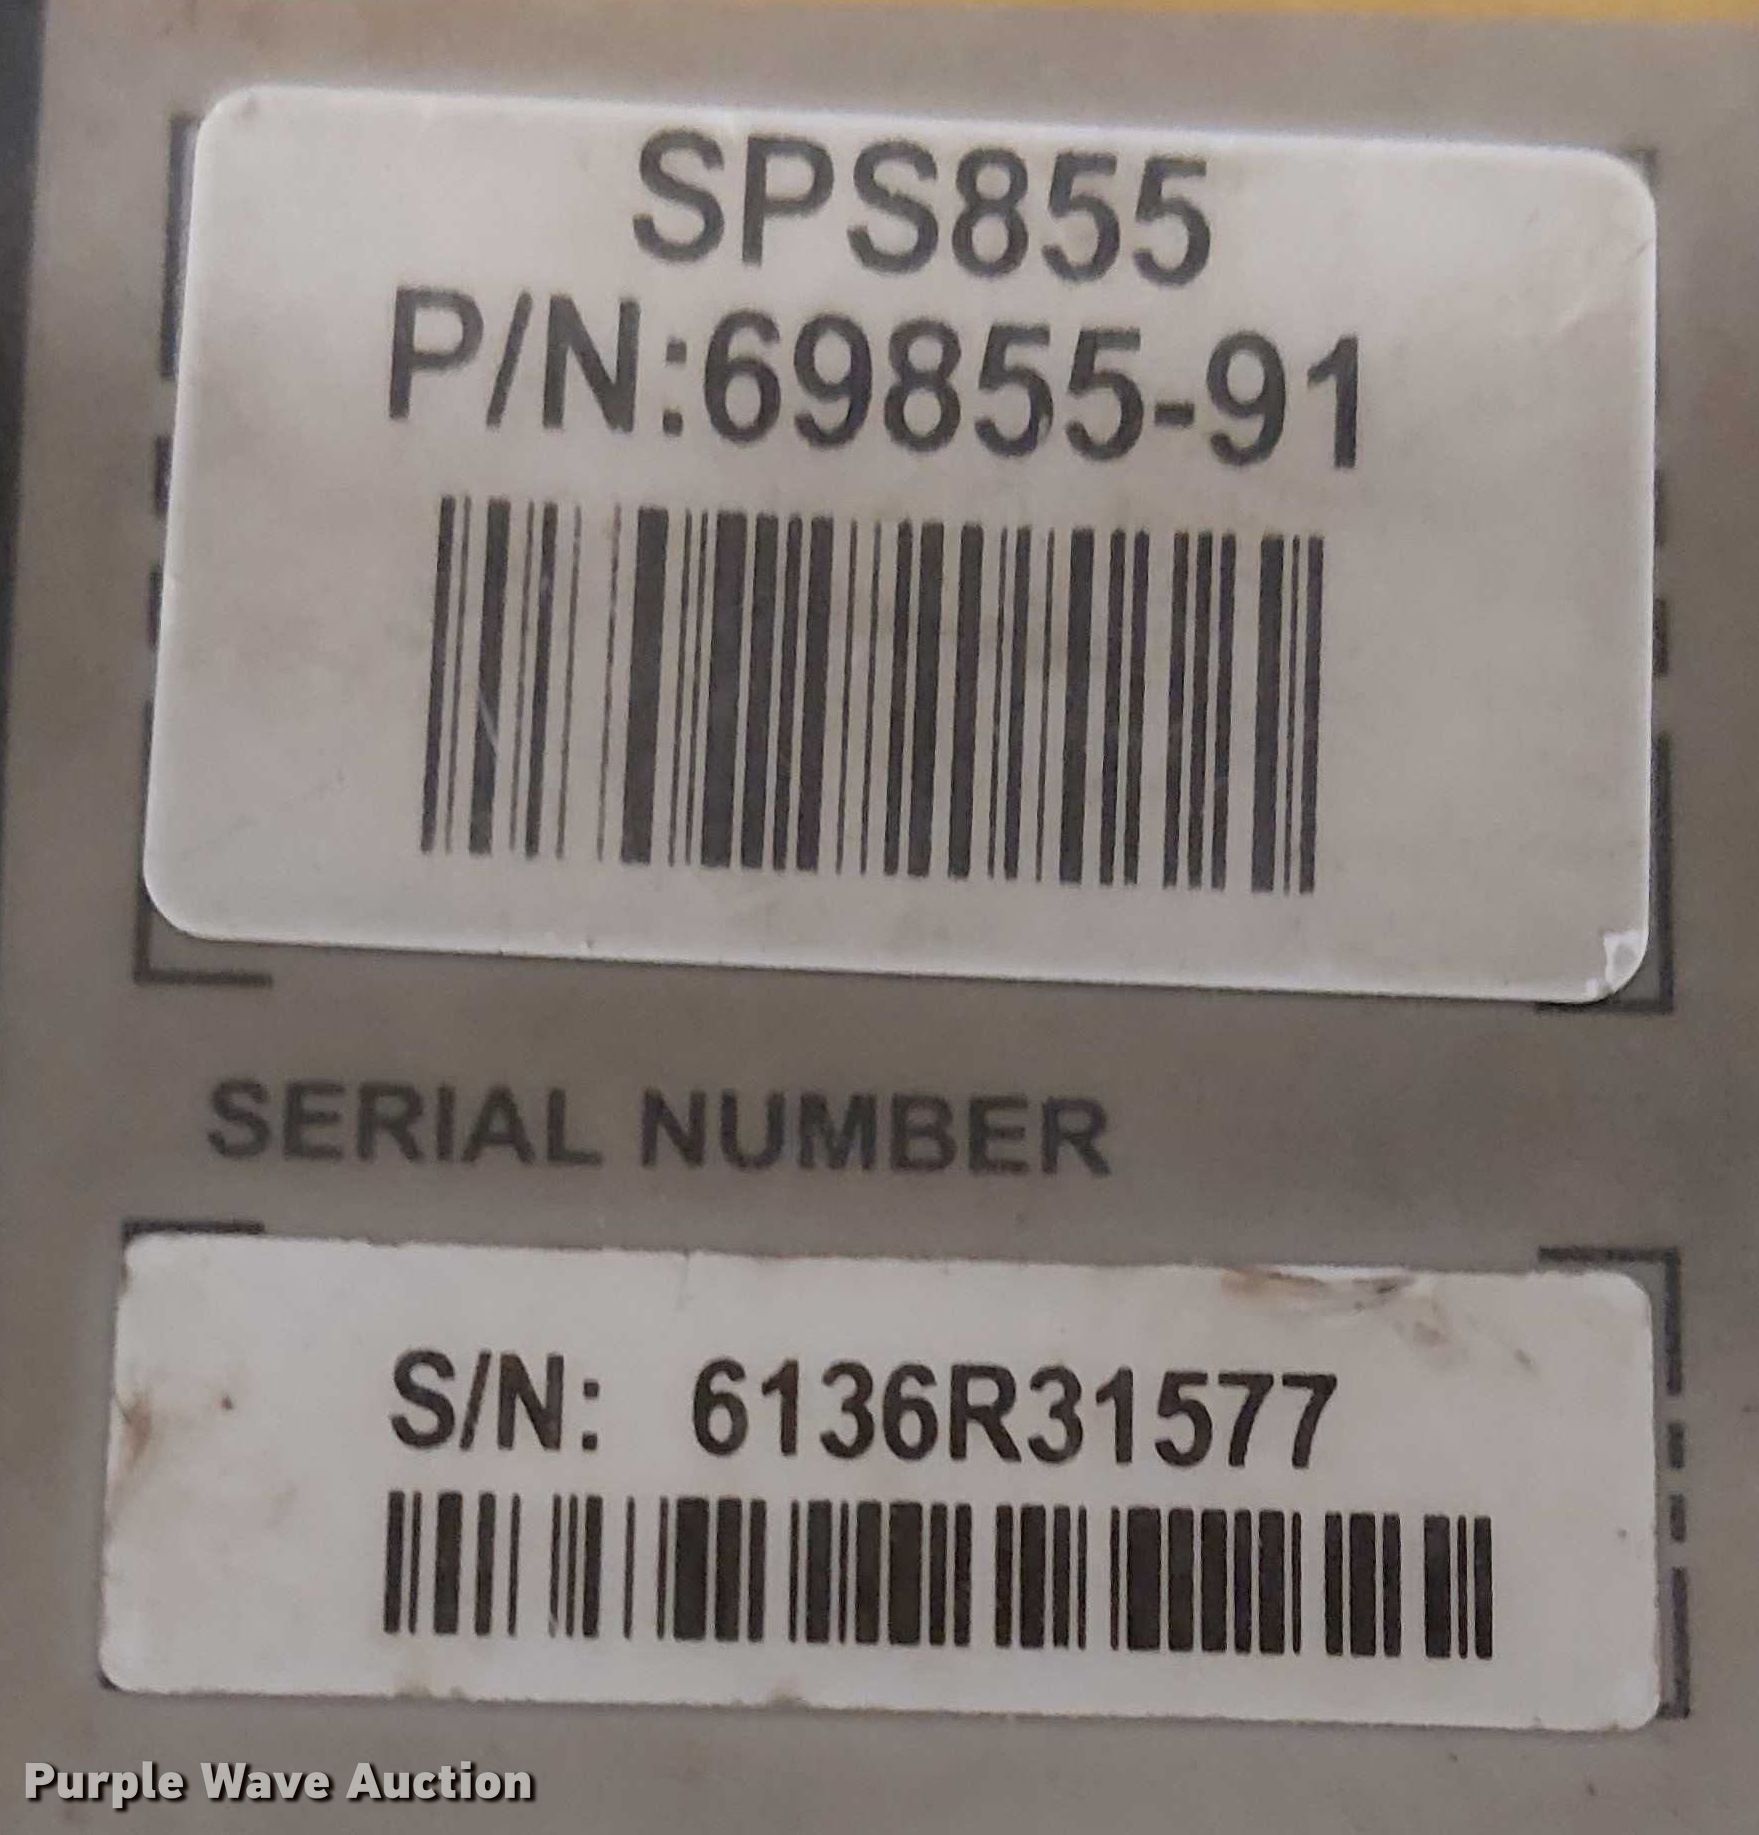 SPS855
P/N:69855-91
SERIAL NUMBER
S/N: 6136R31577
Purple Wave Auction